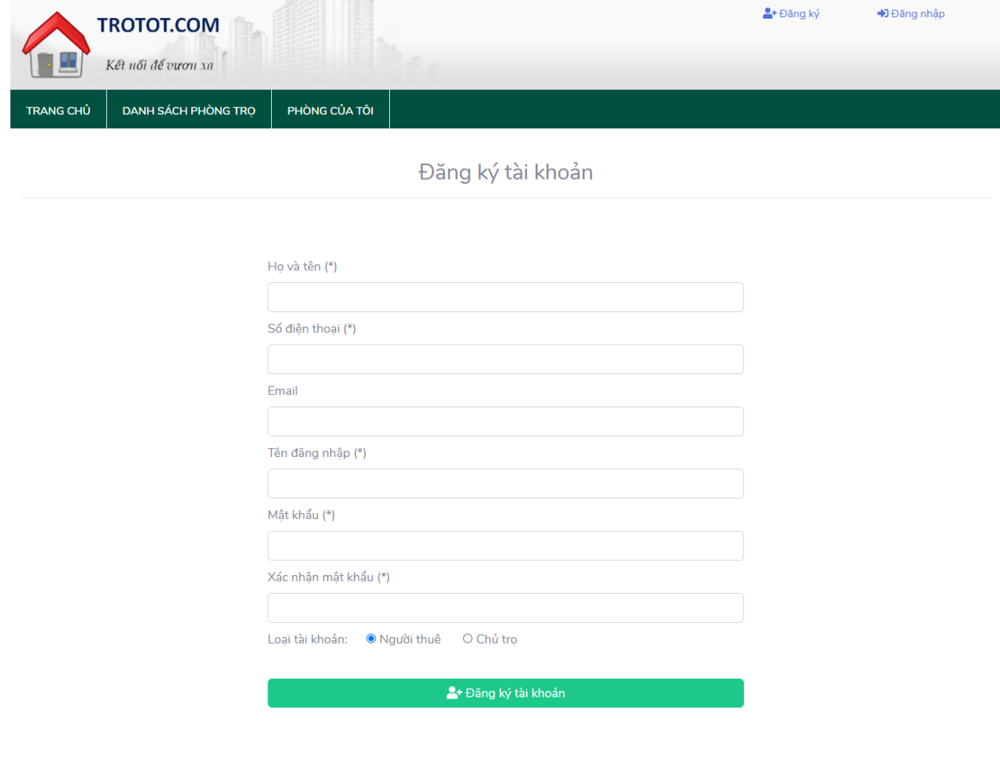 TROTOT.COM
Kết nối để vươn xa
Đăng ký
Đăng nhập
TRANG CHỦ
DANH SÁCH PHÒNG TRỌ
PHÒNG CỦA TÔI
Đăng ký tài khoản
Họ và tên (*)
Số điện thoại (*)
Email
Tên đăng nhập (*)
Mật khẩu (*)
Xác nhận mật khẩu (*)
Loại tài khoản: Người thuê Chủ trọ
Đăng ký tài khoản